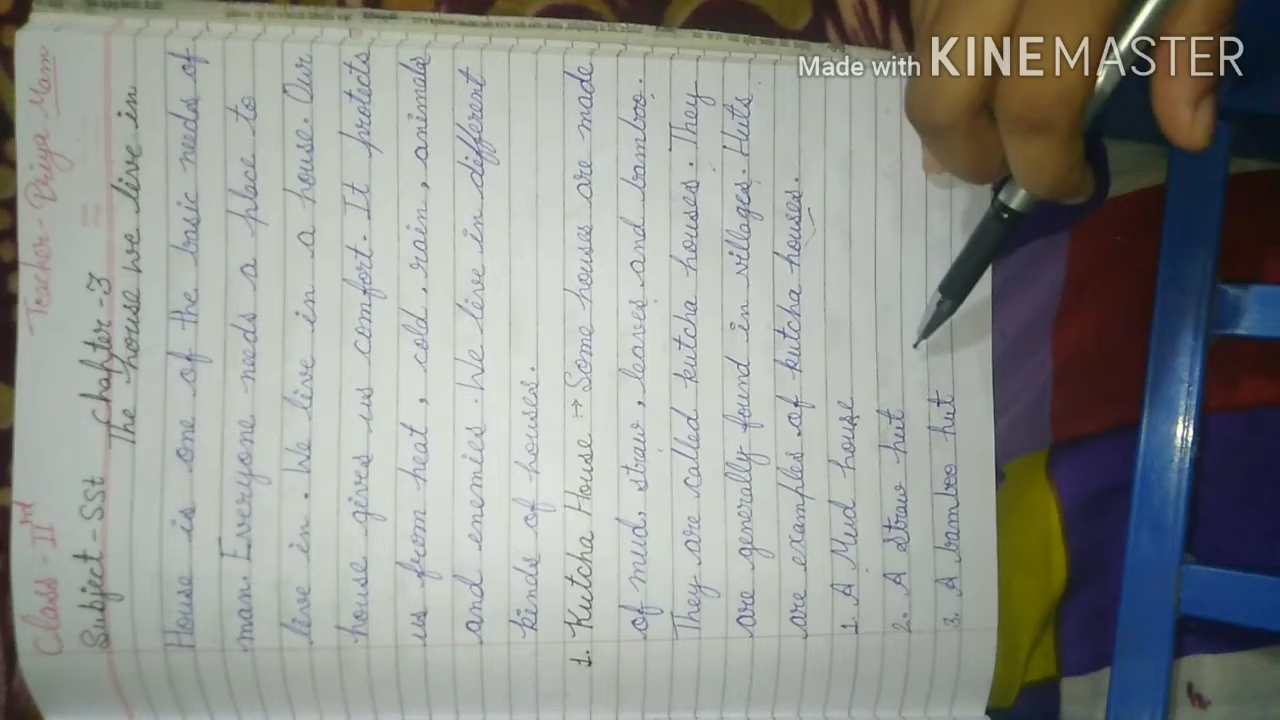 Class - IInd Teacher - Priya Mam
Subject - SSt Chapter - 3
The house we live in
House is one of the basic needs of
man. Everyone needs a place to
live in. We live in a house. Our
house gives us comfort. It protects
us from heat, cold, rain, animals
and enemies. We live in different
kinds of houses.
1. Kutcha House → Some houses are made
of mud, straw, leaves and bamboo.
They are called kutcha houses. They
are generally found in villages. Huts
are examples of kutcha houses.
1. A Mud house
2. A Straw hut
3. A bamboo hut
Made with KINEMASTER